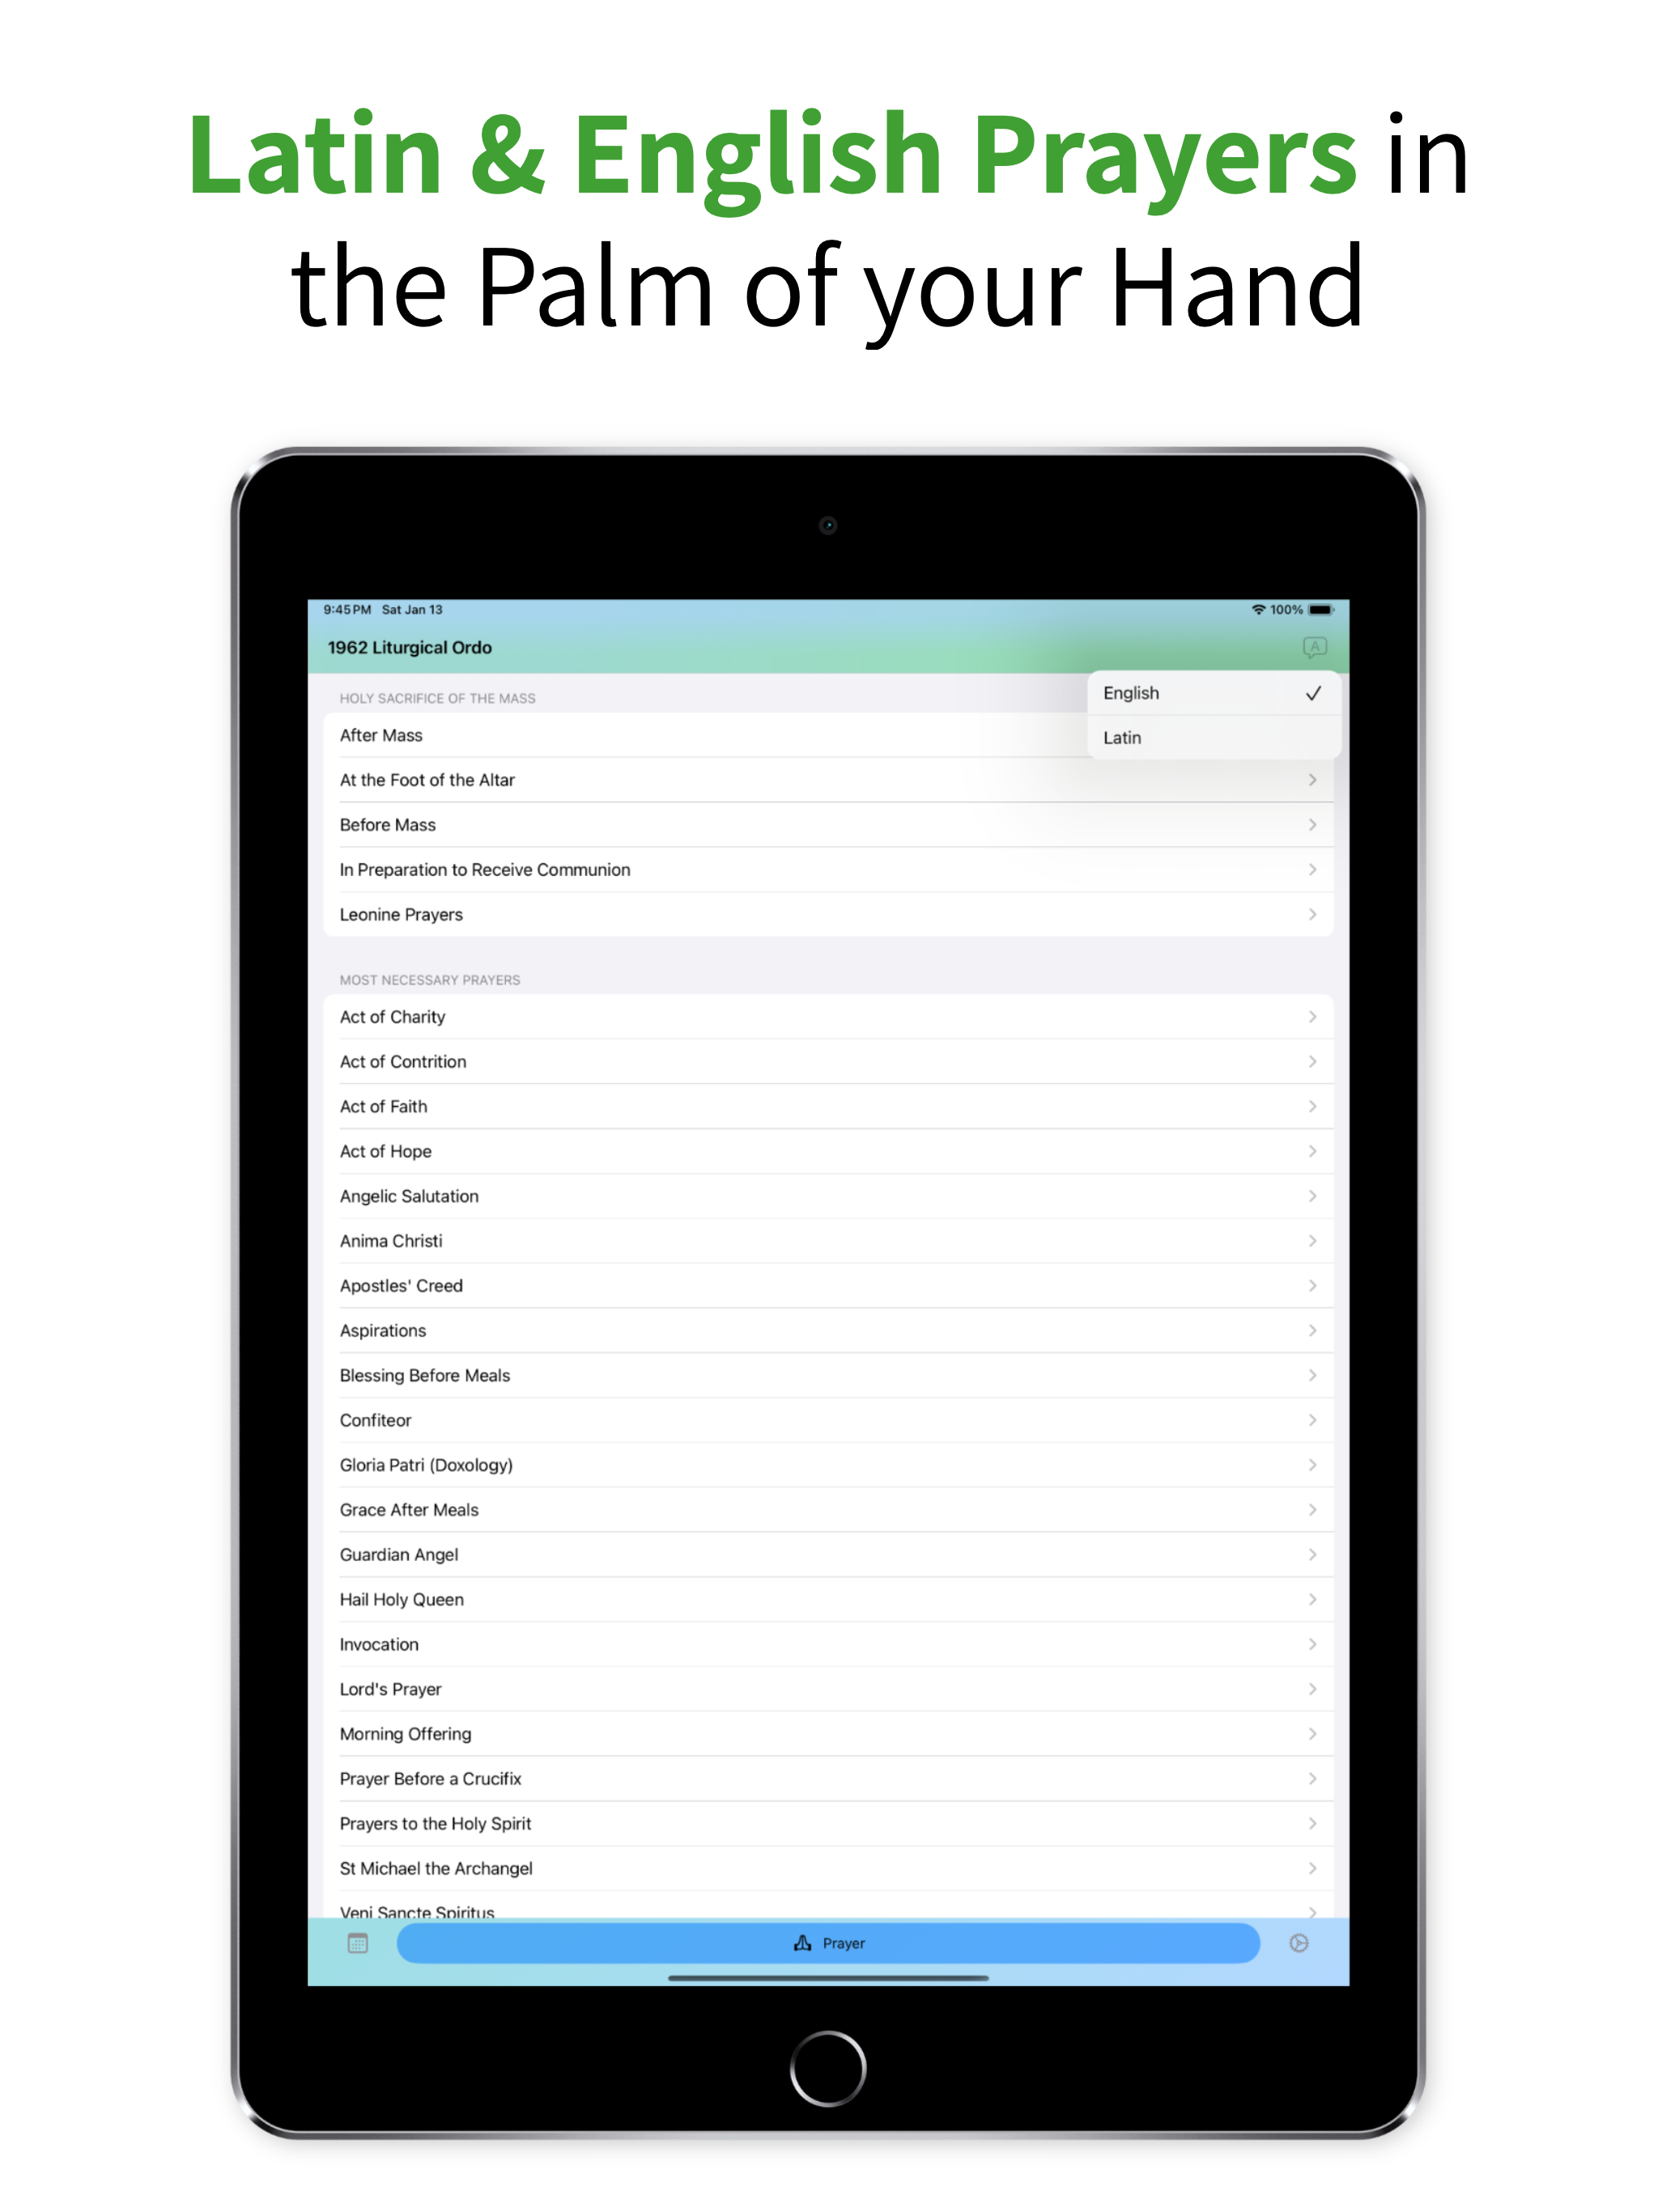 Latin & English Prayers in
the Palm of your Hand
9:45 PM Sat Jan 13
100%
1962 Liturgical Ordo
A
English
Latin
HOLY SACRIFICE OF THE MASS
After Mass
At the Foot of the Altar
Before Mass
In Preparation to Receive Communion
Leonine Prayers
MOST NECESSARY PRAYERS
Act of Charity
Act of Contrition
Act of Faith
Act of Hope
Angelic Salutation
Anima Christi
Apostles' Creed
Aspirations
Blessing Before Meals
Confiteor
Gloria Patri (Doxology)
Grace After Meals
Guardian Angel
Hail Holy Queen
Invocation
Lord's Prayer
Morning Offering
Prayer Before a Crucifix
Prayers to the Holy Spirit
St Michael the Archangel
Veni Sancte Spiritus
Prayer